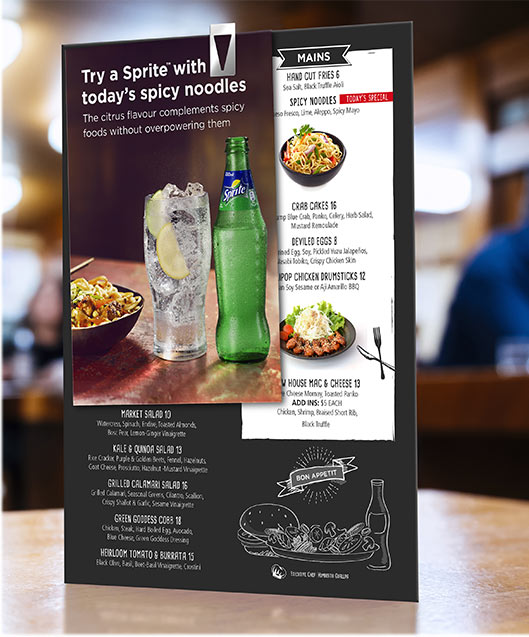 Try a Sprite™ with
today's spicy noodles
The citrus flavour complements spicy
foods without overpowering them
Sprite
MAINS
HAND CUT FRIES 6
Sea Salt, Black Truffle Aioli
SPICY NOODLES TODAY'S SPECIAL
Fresco, Lime, Aleppo, Spicy Mayo
CRAB CAKES 16
Blue Crab, Panko, Celery, Herb Salad,
Mustard Remoulade
DEVILED EGGS 8
Egg, Soy, Pickled Yuzu Jalapeños,
Tobiko, Crispy Chicken Skin
POP CHICKEN DRUMSTICKS 12
Soy Sesame or Aji Amarillo BBQ
HOUSE MAC & CHEESE 13
Cheese Mornay, Toasted Panko
ADD INS: $5 EACH
Chicken, Shrimp, Braised Short Rib,
Black Truffle
MARKET SALAD 10
Watercress, Spinach, Endive, Toasted Almonds,
Bosc Pear, Lemon-Ginger Vinaigrette
KALE & QUINOA SALAD 13
Rice Cracker, Purple & Golden Beets, Fennel, Hazelnuts,
Goat Cheese, Prosciutto, Hazelnut-Mustard Vinaigrette
GRILLED CALAMARI SALAD 16
Grilled Calamari, Seasonal Greens, Cilantro, Scallion,
Crispy Shallot & Garlic, Sesame Vinaigrette
GREEN GODDESS COBB 18
Chicken, Steak, Hard Boiled Egg, Avocado,
Blue Cheese, Green Goddess Dressing
HEIRLOOM TOMATO & BURRATA 15
Black Olive, Basil, Beet-Basil Vinaigrette, Crostini
BON APPETIT
EXECUTIVE CHEF